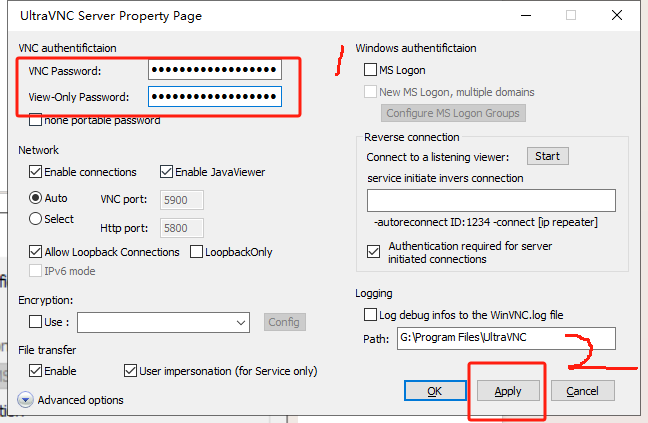 UltraVNC Server Property Page
VNC authentifictaion
VNC Password: ••••••••••••••••••
View-Only Password: ••••••••••••••••••
none portable password
Network
Enable connections Enable JavaViewer
Auto VNC port: 5900
Select
Http port: 5800
Allow Loopback Connections LoopbackOnly
IPv6 mode
Encryption:
Use : Config
File transfer
Enable User impersonation (for Service only)
Advanced options
1
Windows authentifictaion
MS Logon
New MS Logon, multiple domains
Configure MS Logon Groups
Reverse connection
Connect to a listening viewer: Start
service initiate invers connection
-autoreconnect ID:1234 -connect [ip repeater]
Authentication required for server
initiated connections
Logging
Log debug infos to the WinVNC.log file
Path: G:\Program Files\UltraVNC
2
OK Apply Cancel